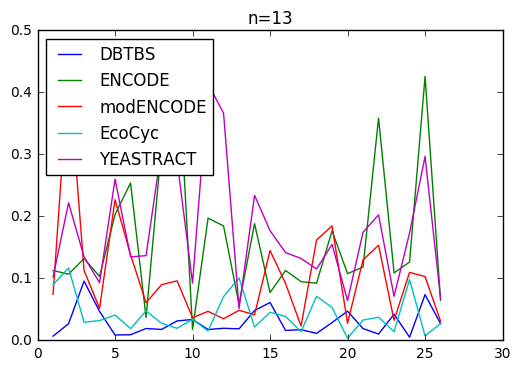 n=13
0.5
0.4
0.3
0.2
0.1
0.0
DBTBS
ENCODE
modENCODE
EcoCyc
YEASTRACT
0 5 10 15 20 25 30